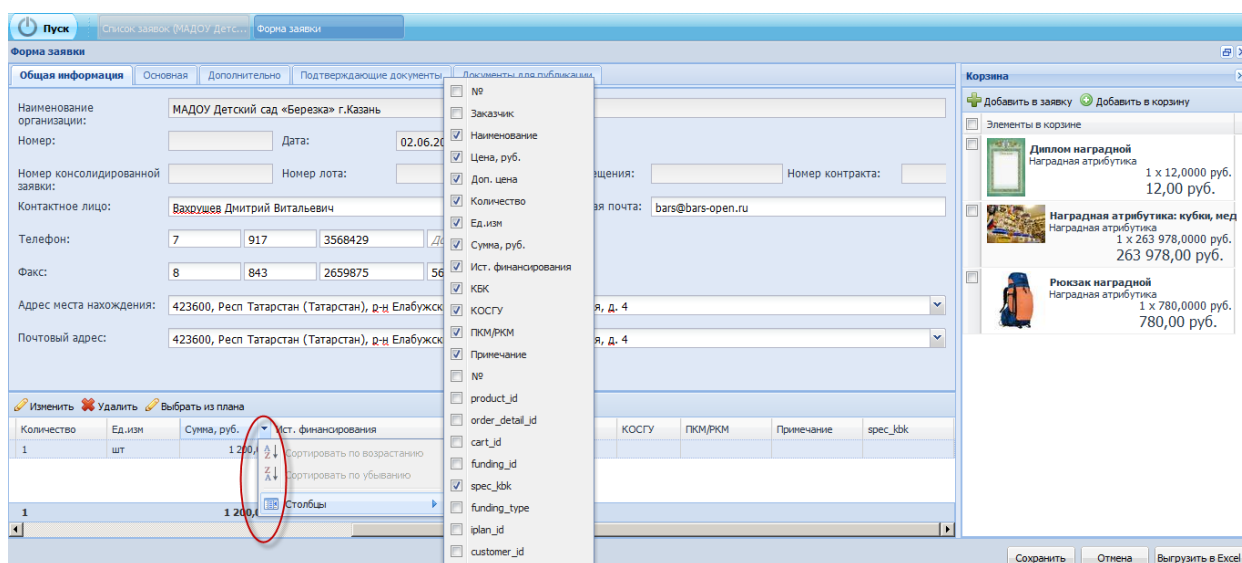 Пуск
Список заявок (МАДОУ Детс...
Форма заявки
Форма заявки
Общая информация
Основная
Дополнительно
Подтверждающие документы
Документы для публикации
Наименование
организации:
МАДОУ Детский сад «Березка» г.Казань
Номер:
Дата:
02.06.20
Номер консолидированной
заявки:
Номер лота:
ещения:
Номер контракта:
Контактное лицо:
Вахрушев Дмитрий Витальевич
ая почта:
bars@bars-open.ru
Телефон:
7
917
3568429
До
Факс:
8
843
2659875
56
Адрес места нахождения:
423600, Респ Татарстан (Татарстан), р-н Елабужск
я, д. 4
Почтовый адрес:
423600, Респ Татарстан (Татарстан), р-н Елабужск
я, д. 4
Изменить
Удалить
Выбрать из плана
Количество
Ед.изм
Сумма, руб.
Ист. финансирования
КОСГУ
ПКМ/РКМ
Примечание
spec_kbk
1
шт
1 200,0
Сортировать по возрастанию
Сортировать по убыванию
Столбцы
1
1 200,0
№
Заказчик
Наименование
Цена, руб.
Доп. цена
Количество
Ед.изм
Сумма, руб.
Ист. финансирования
КБК
КОСГУ
ПКМ/РКМ
Примечание
№
product_id
order_detail_id
cart_id
funding_id
spec_kbk
funding_type
iplan_id
customer_id
Корзина
Добавить в заявку
Добавить в корзину
Элементы в корзине
Диплом наградной
Наградная атрибутика
1 x 12,0000 руб.
12,00 руб.
Наградная атрибутика: кубки, мед
Наградная атрибутика
1 x 263 978,0000 руб.
263 978,00 руб.
Рюкзак наградной
Наградная атрибутика
1 x 780,0000 руб.
780,00 руб.
Сохранить
Отмена
Выгрузить в Excel